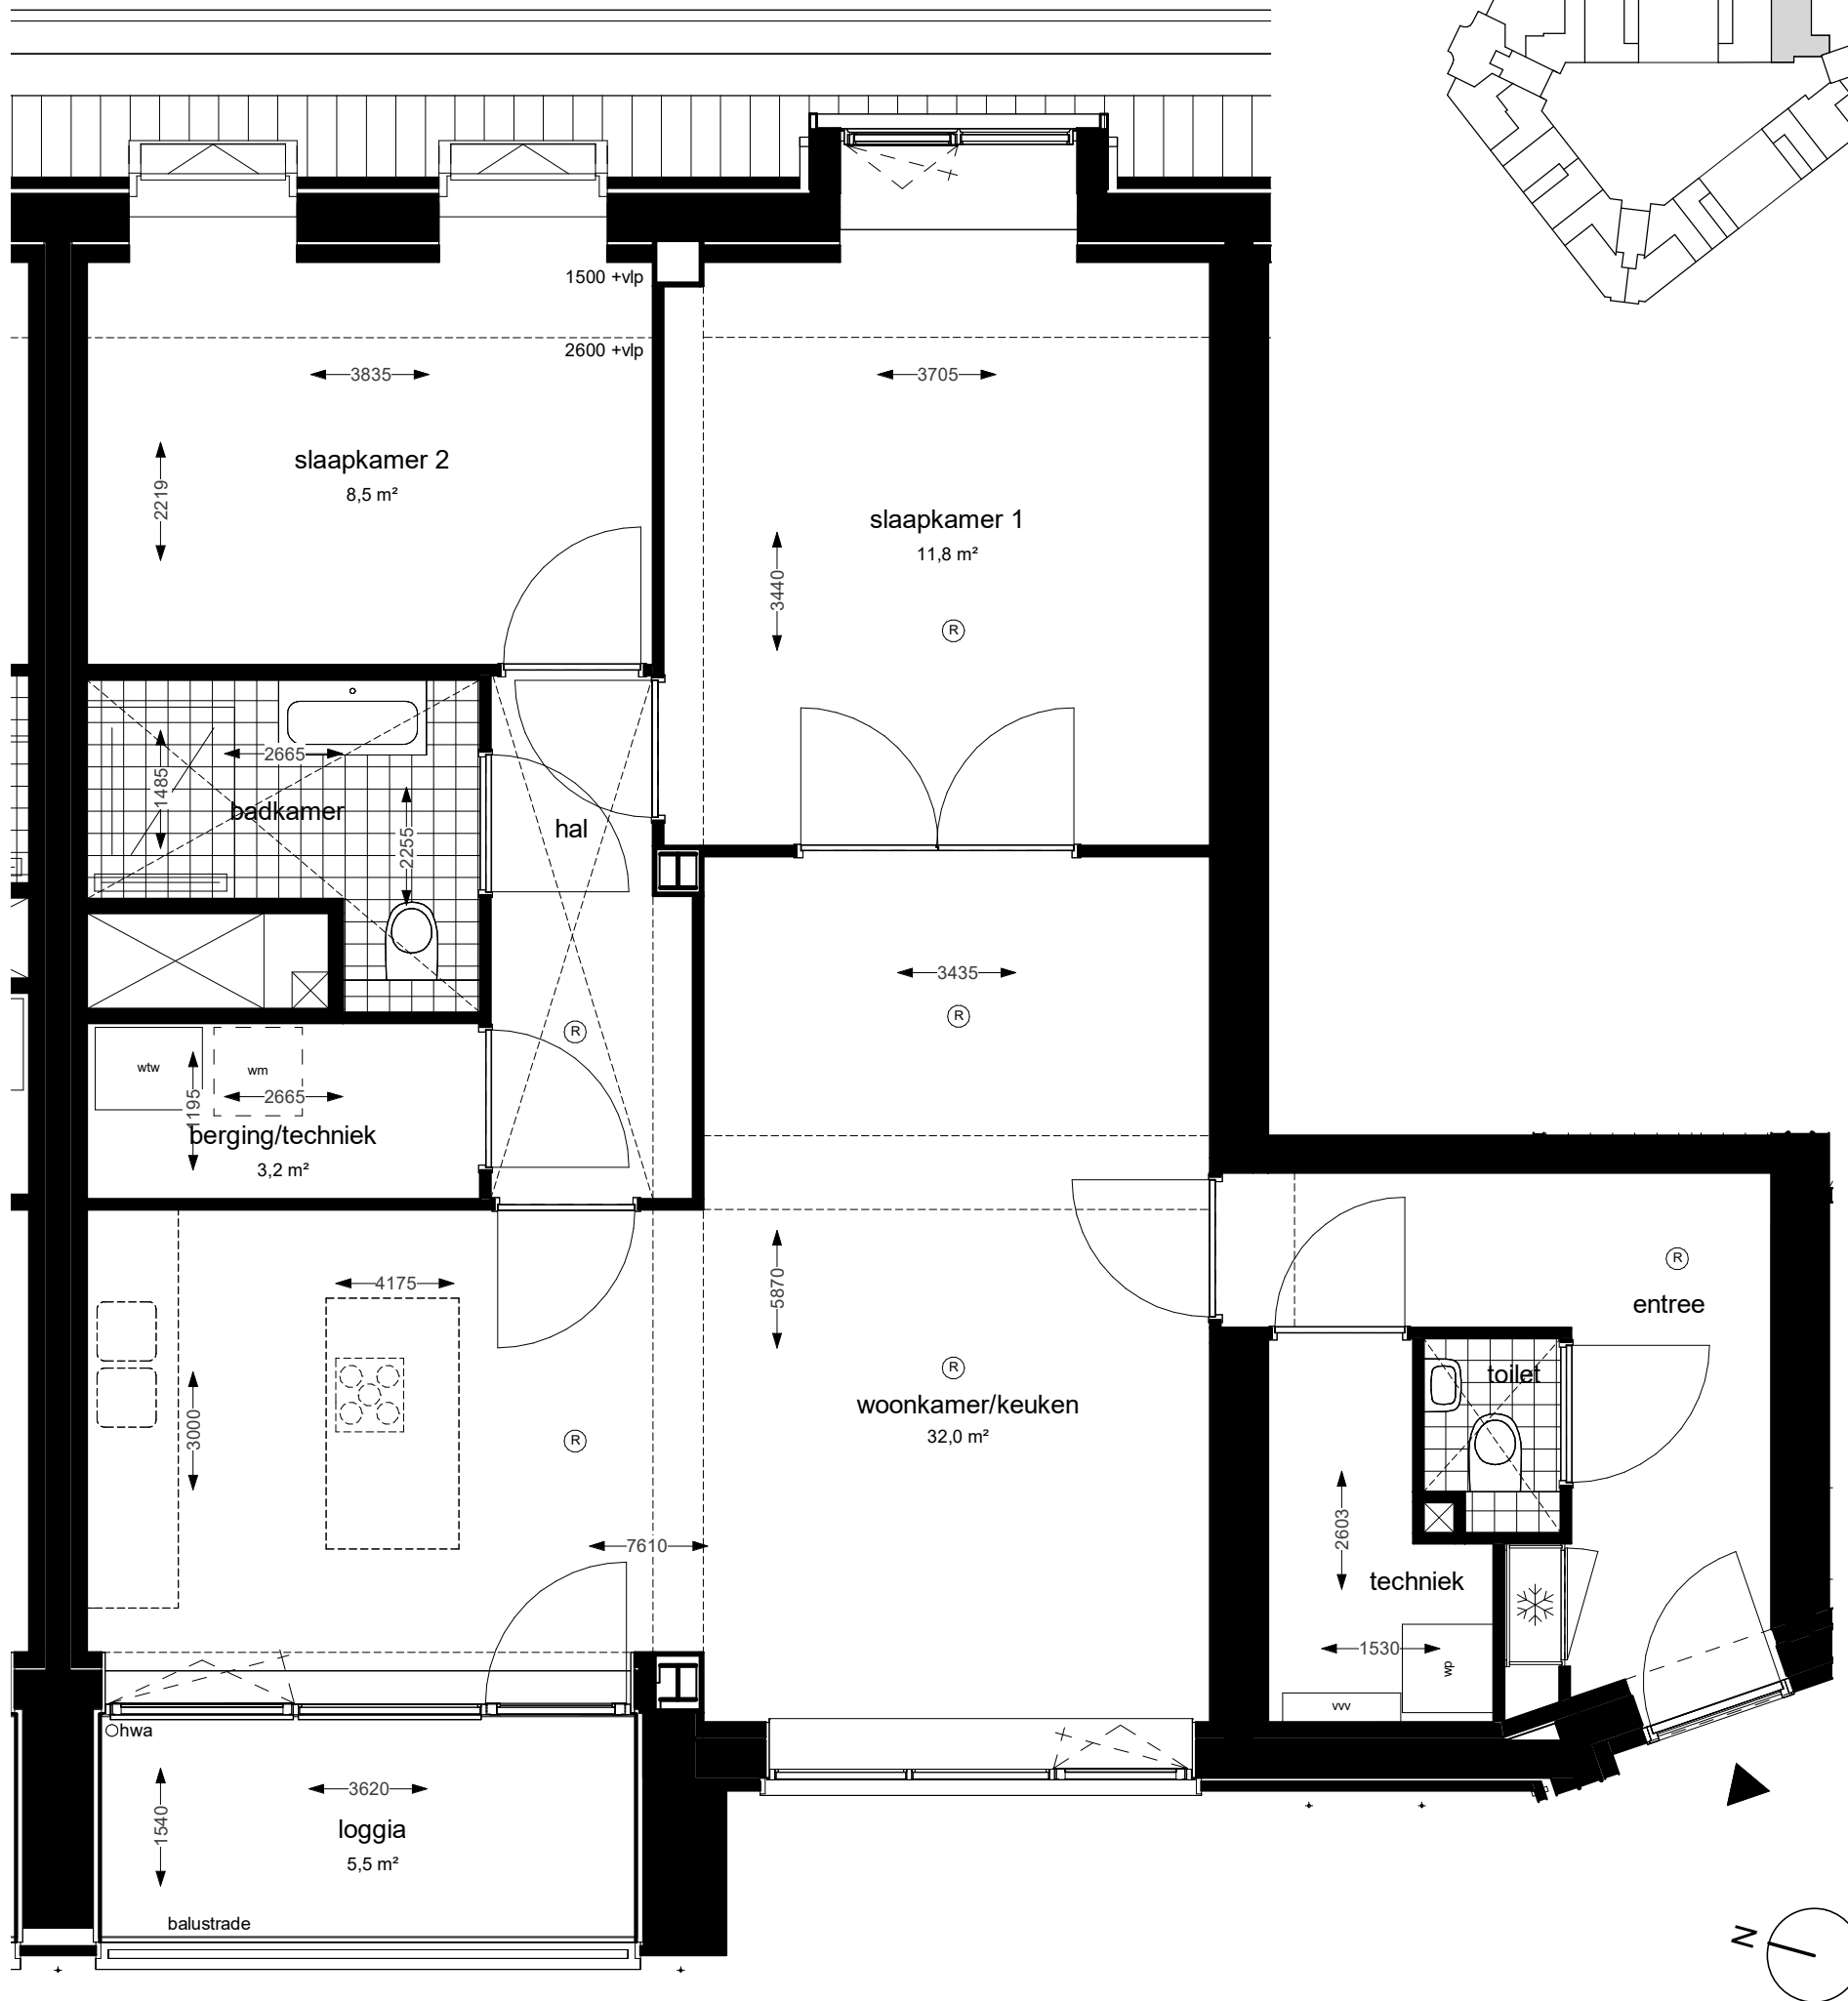 1500 +vlp
2600 +vlp
3835
3705
slaapkamer 2
8,5 m²
2219
slaapkamer 1
11,8 m²
3440
R
2665
1485
badkamer
2255
hal
3435
R
R
wtw
wm
1195
2665
berging/techniek
3,2 m²
4175
5870
R
entree
R
toilet
woonkamer/keuken
32,0 m²
3000
R
7610
2603
techniek
1530
wp
vvv
hwa
3620
1540
loggia
5,5 m²
balustrade
N